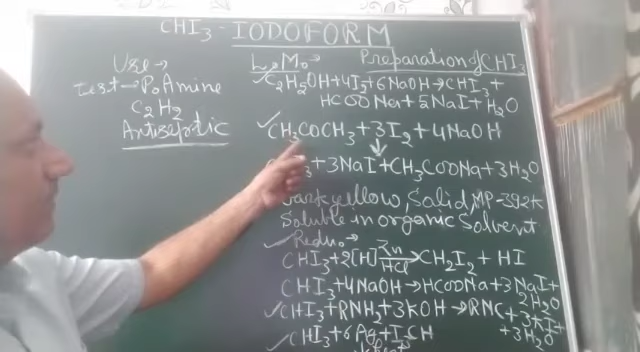 CHI3 - IODOFORM
Use →
test → P. Amine
C2H2
Antiseptic
L. M. → Preparation of CHI3
✓C2H5OH + 4I2 + 6NaOH → CHI3 +
HCOONa + 5NaI + H2O
✓CH3COCH3 + 3I2 + 4NaOH
↓
+ 3NaI + CH3COONa + 3H2O
Dark yellow, Solid, MP - 392K
Soluble in organic Solvent
✓Redn. →
CHI3 + 2[H] Zn/HCl → CH2I2 + HI
CHI3 + 4NaOH → HCOONa + 3NaI +
2H2O
✓CHI3 + RNH2 + 3KOH → RNC + 3KI +
+ 3H2O
✓CHI3 + 6Ag + I3CH